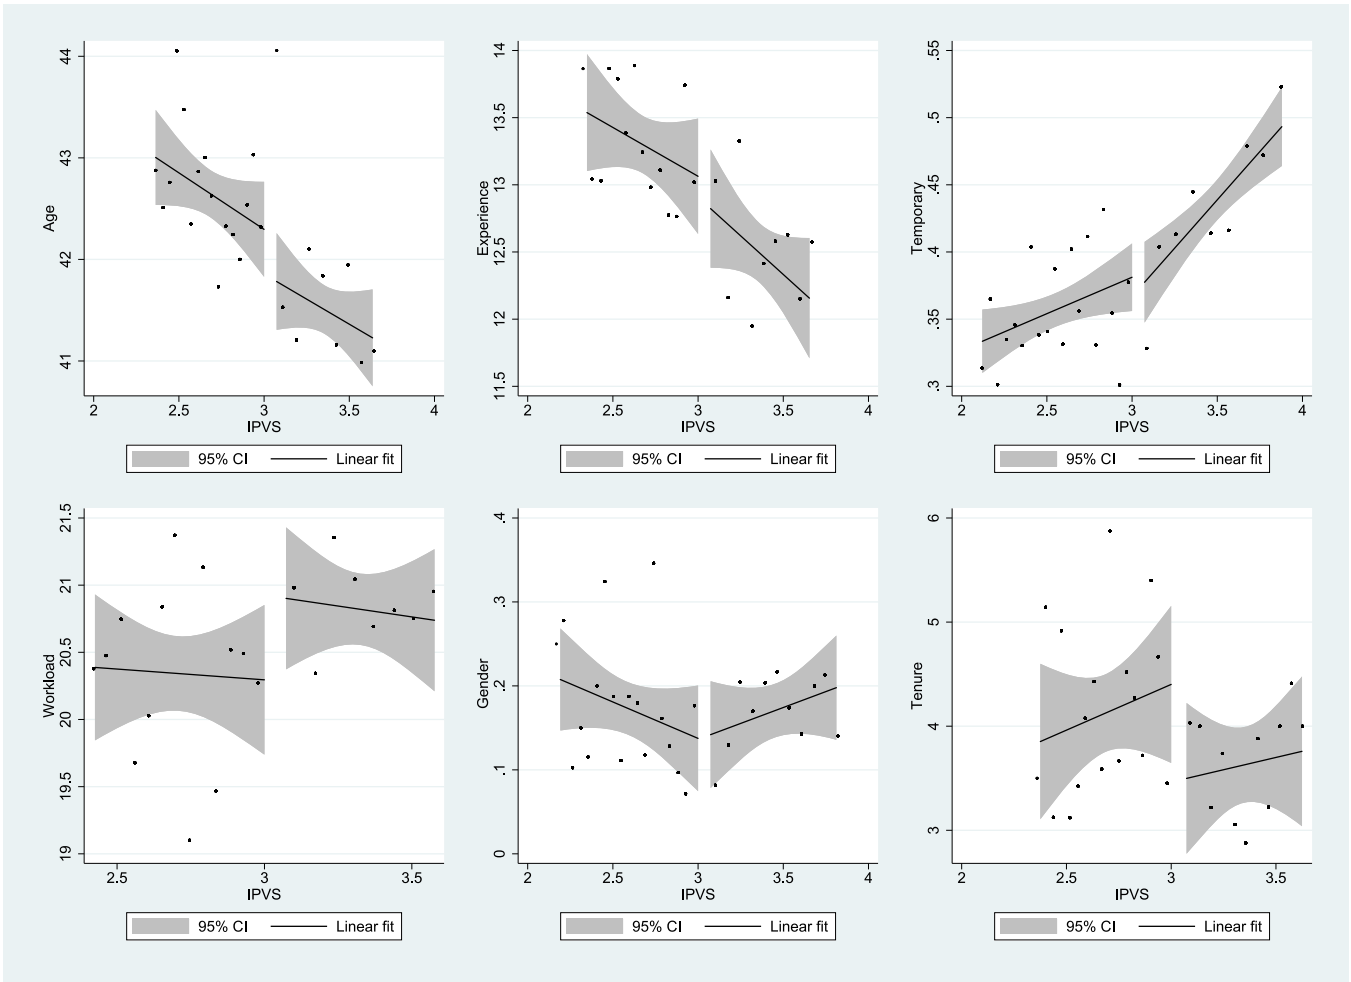 Age
44
43
42
41
2 2.5 3 3.5 4
IPVS
95% CI Linear fit
Experience
14
13.5
13
12.5
12
11.5
2 2.5 3 3.5 4
IPVS
95% CI Linear fit
Temporary
.55
.5
.45
.4
.35
.3
2 2.5 3 3.5 4
IPVS
95% CI Linear fit
Workload
21.5
21
20.5
20
19.5
19
2.5 3 3.5
IPVS
95% CI Linear fit
Gender
.4
.3
.2
.1
0
2 2.5 3 3.5 4
IPVS
95% CI Linear fit
Tenure
6
5
4
3
2 2.5 3 3.5
IPVS
95% CI Linear fit